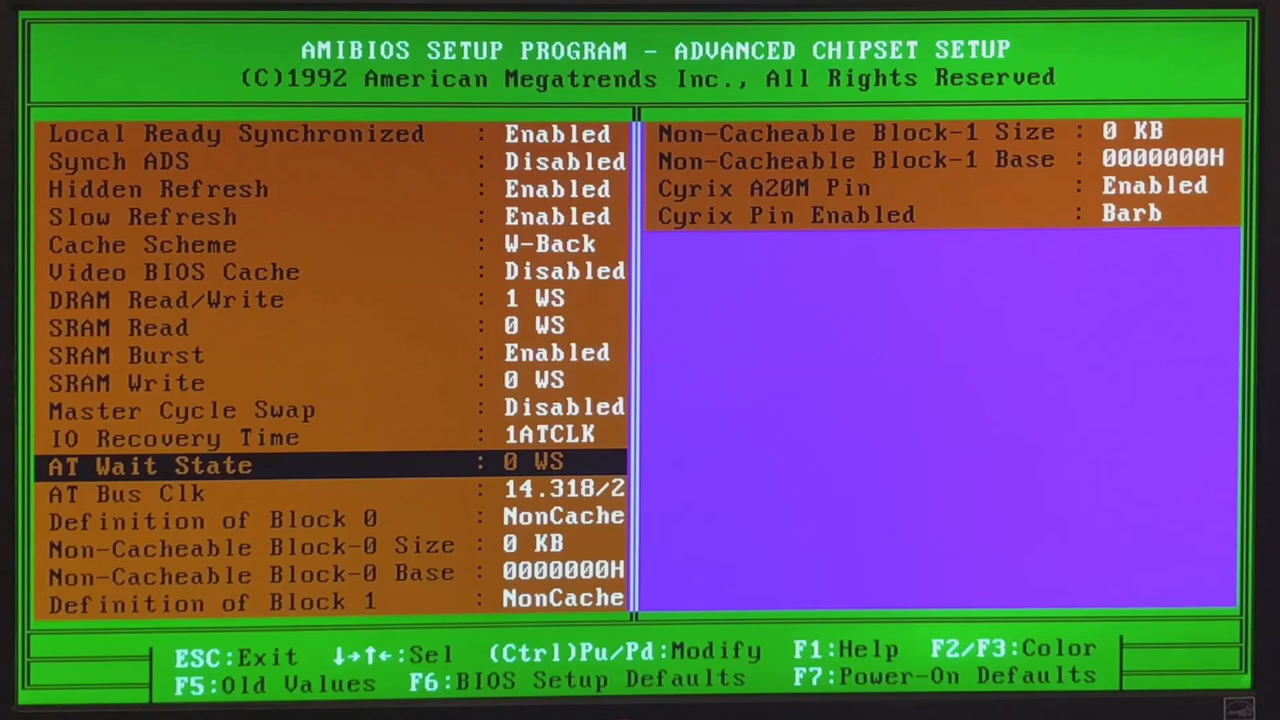 AMIBIOS SETUP PROGRAM - ADVANCED CHIPSET SETUP
(C)1992 American Megatrends Inc., All Rights Reserved
Local Ready Synchronized : Enabled
Synch ADS : Disabled
Hidden Refresh : Enabled
Slow Refresh : Enabled
Cache Scheme : W-Back
Video BIOS Cache : Disabled
DRAM Read/Write : 1 WS
SRAM Read : 0 WS
SRAM Burst : Enabled
SRAM Write : 0 WS
Master Cycle Swap : Disabled
IO Recovery Time : 1ATCLK
AT Wait State : 0 WS
AT Bus Clk : 14.318/2
Definition of Block 0 : NonCache
Non-Cacheable Block-0 Size : 0 KB
Non-Cacheable Block-0 Base : 0000000H
Definition of Block 1 : NonCache
Non-Cacheable Block-1 Size : 0 KB
Non-Cacheable Block-1 Base : 0000000H
Cyrix A20M Pin : Enabled
Cyrix Pin Enabled : Barb
ESC:Exit ↓→↑←:Sel (Ctrl)Pu/Pd:Modify F1:Help F2/F3:Color
F5:Old Values F6:BIOS Setup Defaults F7:Power-On Defaults